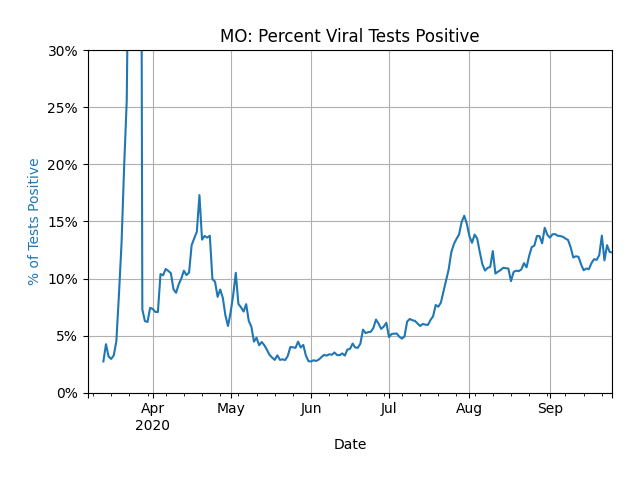 MO: Percent Viral Tests Positive
30%
25%
20%
15%
10%
5%
0%
% of Tests Positive
Apr May Jun Jul Aug Sep
2020
Date